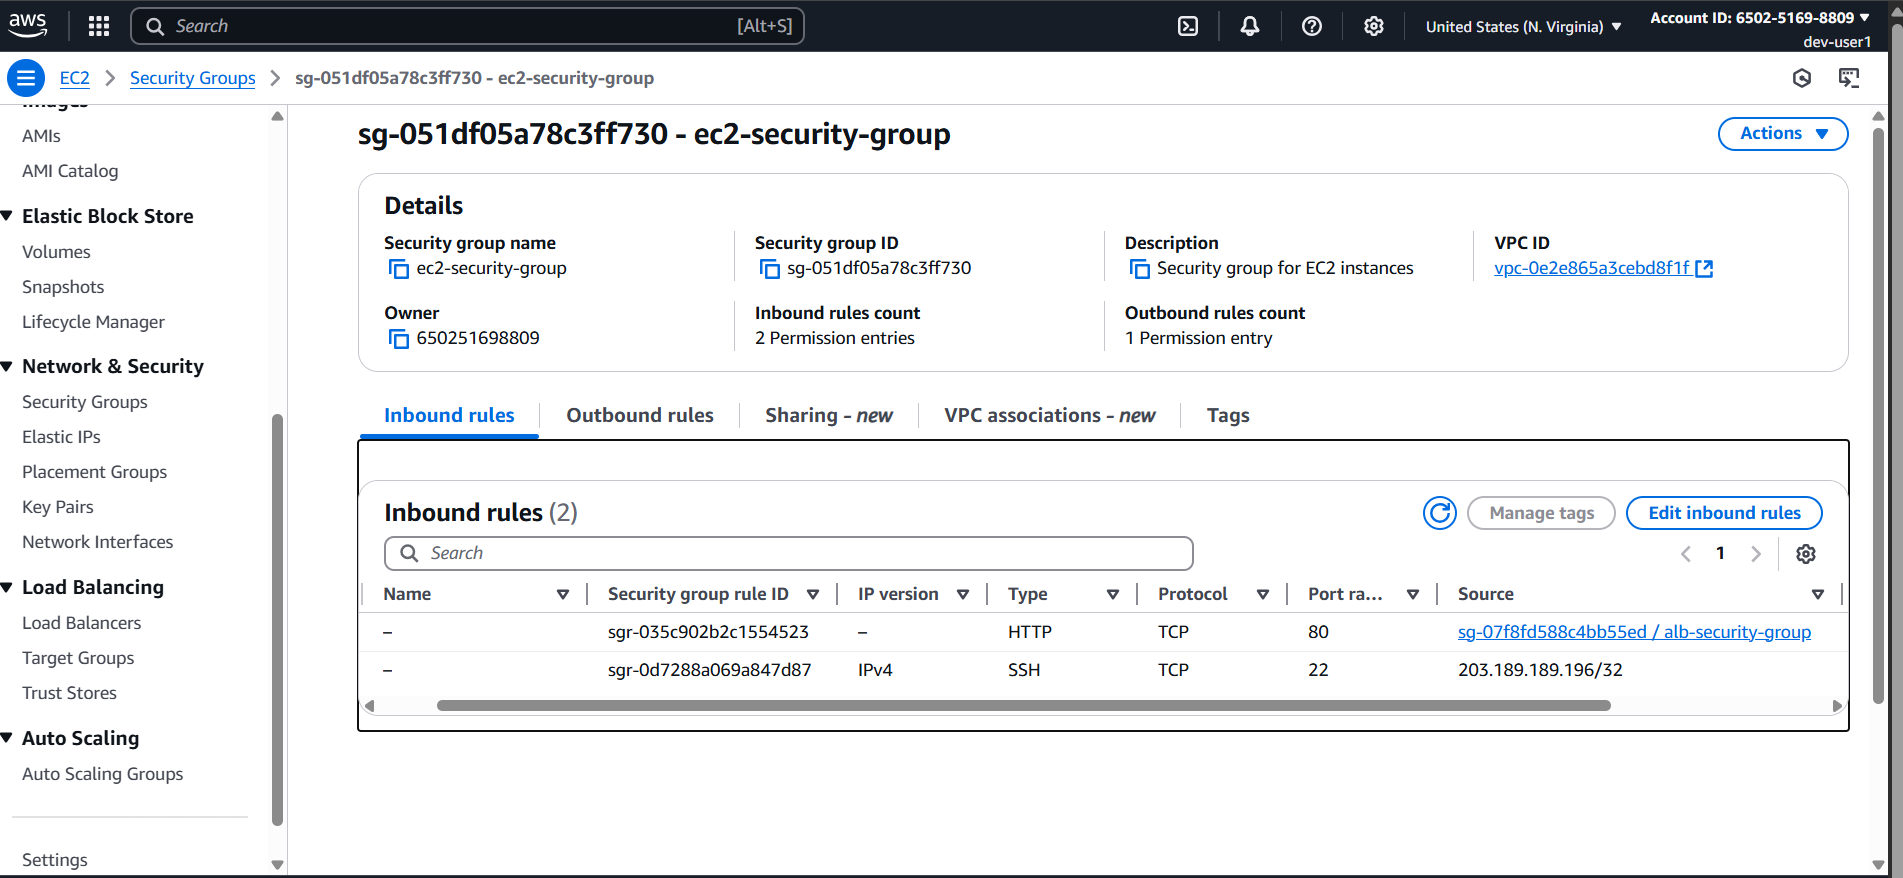 aws
Search [Alt+S]
United States (N. Virginia)
Account ID: 6502-5169-8809
dev-user1
EC2
Security Groups
sg-051df05a78c3ff730 - ec2-security-group
Images
AMIs
AMI Catalog
Elastic Block Store
Volumes
Snapshots
Lifecycle Manager
Network & Security
Security Groups
Elastic IPs
Placement Groups
Key Pairs
Network Interfaces
Load Balancing
Load Balancers
Target Groups
Trust Stores
Auto Scaling
Auto Scaling Groups
Settings
sg-051df05a78c3ff730 - ec2-security-group
Actions
Details
Security group name
ec2-security-group
Security group ID
sg-051df05a78c3ff730
Description
Security group for EC2 instances
VPC ID
vpc-0e2e865a3cebd8f1f
Owner
650251698809
Inbound rules count
2 Permission entries
Outbound rules count
1 Permission entry
Inbound rules
Outbound rules
Sharing - new
VPC associations - new
Tags
Inbound rules (2)
Manage tags
Edit inbound rules
Search
1
Name Security group rule ID IP version Type Protocol Port ra... Source
– sgr-035c902b2c1554523 – HTTP TCP 80 sg-07f8fd588c4bb55ed / alb-security-group
– sgr-0d7288a069a847d87 IPv4 SSH TCP 22 203.189.189.196/32